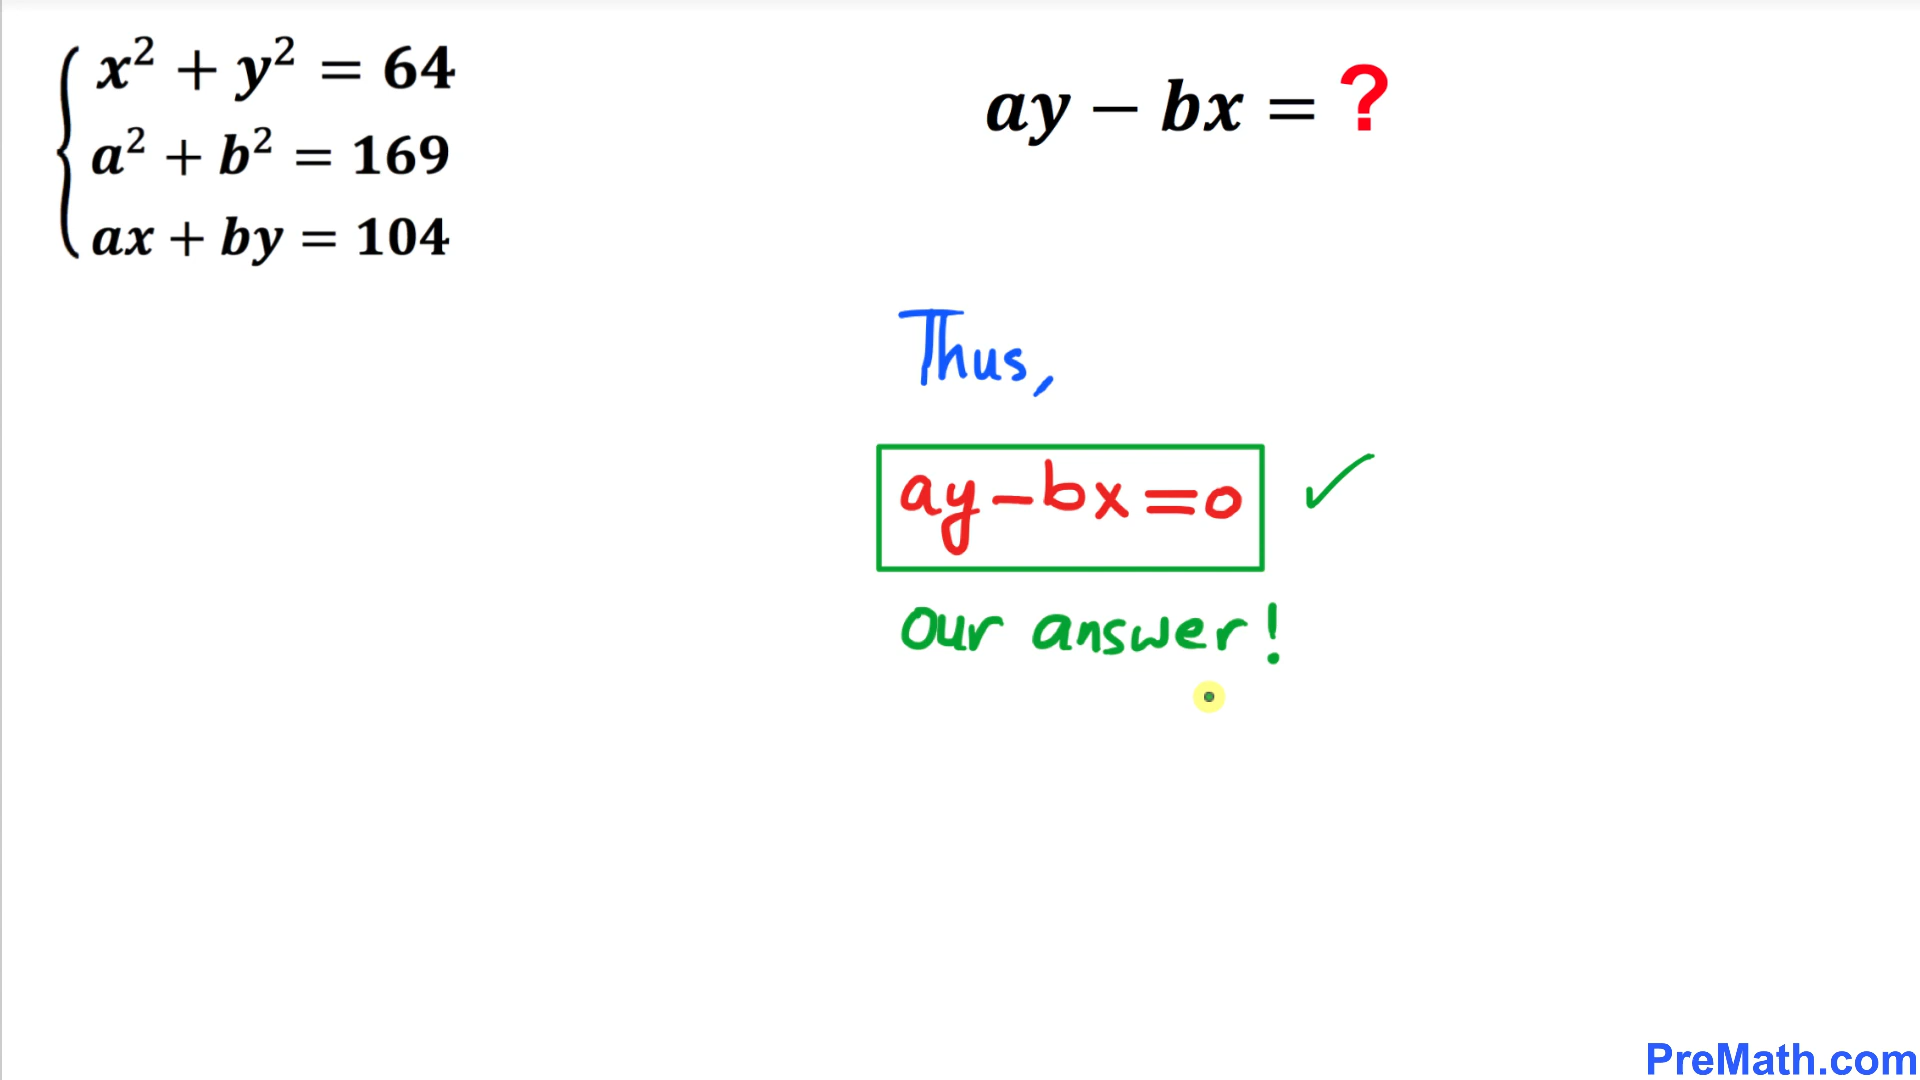 x² + y² = 64
a² + b² = 169
ax + by = 104
ay − bx = ?
Thus,
ay − bx = 0
our answer!
PreMath.com